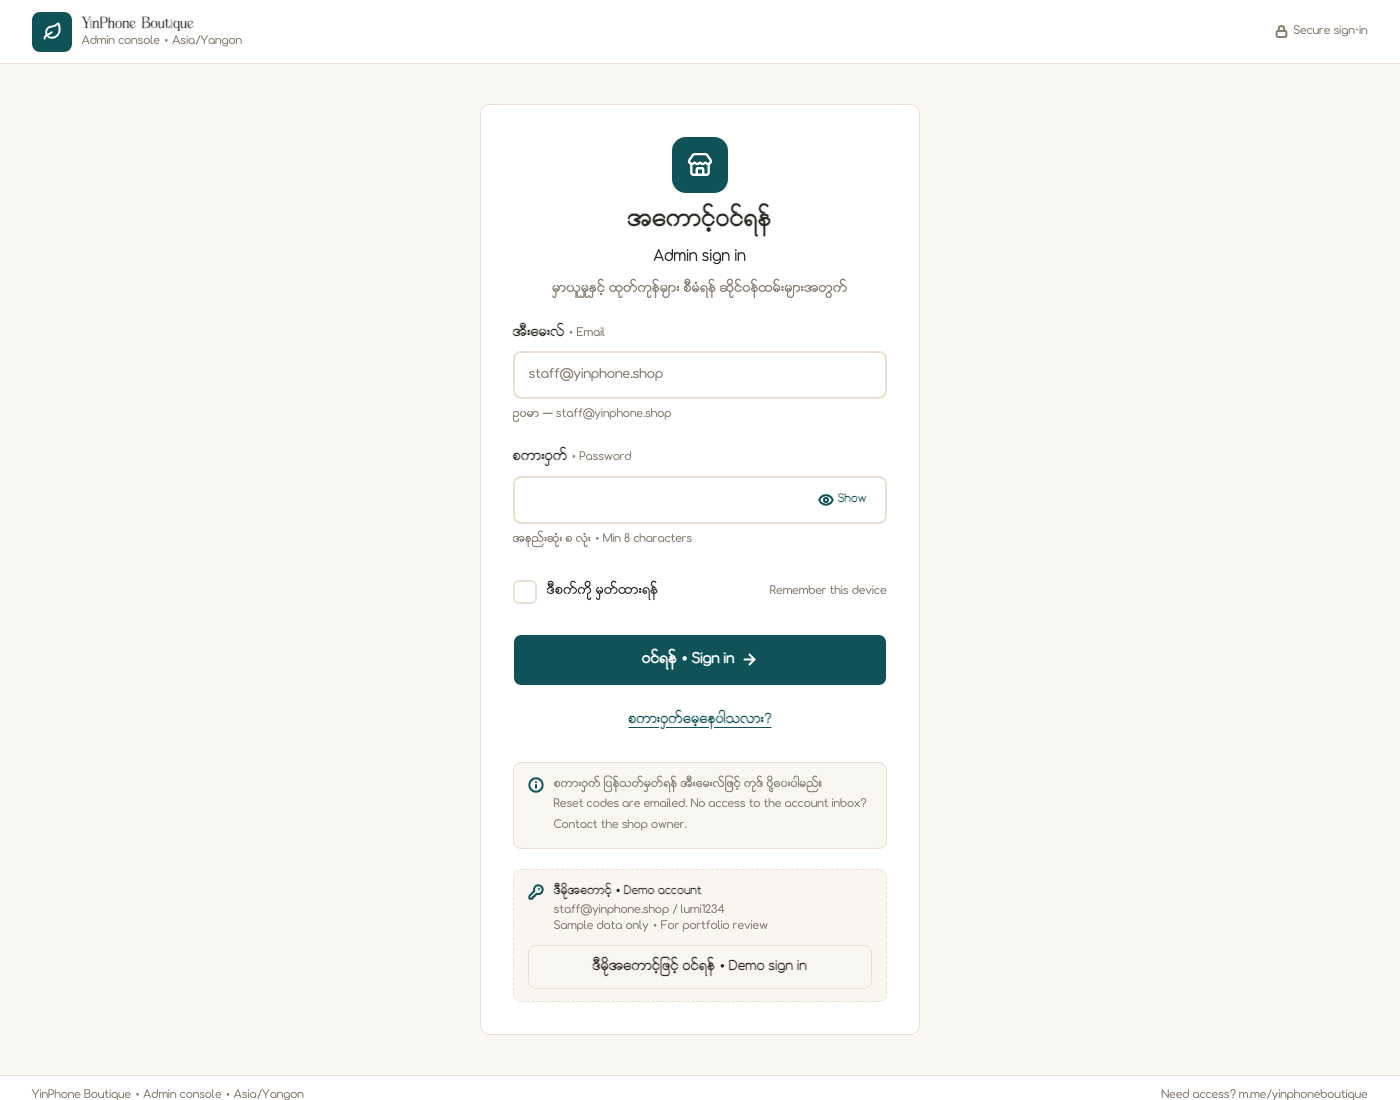 YinPhone Boutique
Admin console • Asia/Yangon
Secure sign-in
အကောင့်ဝင်ရန်
Admin sign in
မှာယူမှုနှင့် ထုတ်ကုန်များ စီမံရန် ဆိုင်ဝန်ထမ်းများအတွက်
အီးမေးလ် • Email
staff@yinphone.shop
ဥပမာ — staff@yinphone.shop
စကားဝှက် • Password
Show
အနည်းဆုံး ၈ လုံး • Min 8 characters
ဒီစက်ကို မှတ်ထားရန်
Remember this device
ဝင်ရန် • Sign in
စကားဝှက်မေ့နေပါသလား?
စကားဝှက် ပြန်သတ်မှတ်ရန် အီးမေးလ်ဖြင့် ကုဒ် ပို့ပေးပါမည်။
Reset codes are emailed. No access to the account inbox?
Contact the shop owner.
ဒီမိုအကောင့် • Demo account
staff@yinphone.shop / lumi1234
Sample data only • For portfolio review
ဒီမိုအကောင့်ဖြင့် ဝင်ရန် • Demo sign in
YinPhone Boutique • Admin console • Asia/Yangon
Need access? m.me/yinphoneboutique